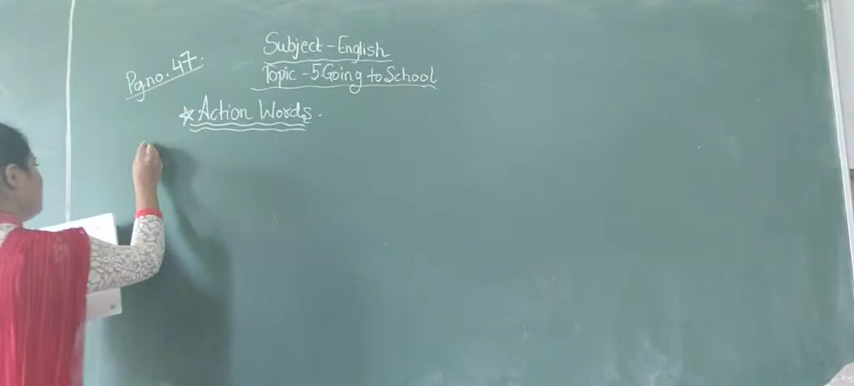 Subject - English
Pg no. 47.
Topic - 5 Going to School
* Action Words.